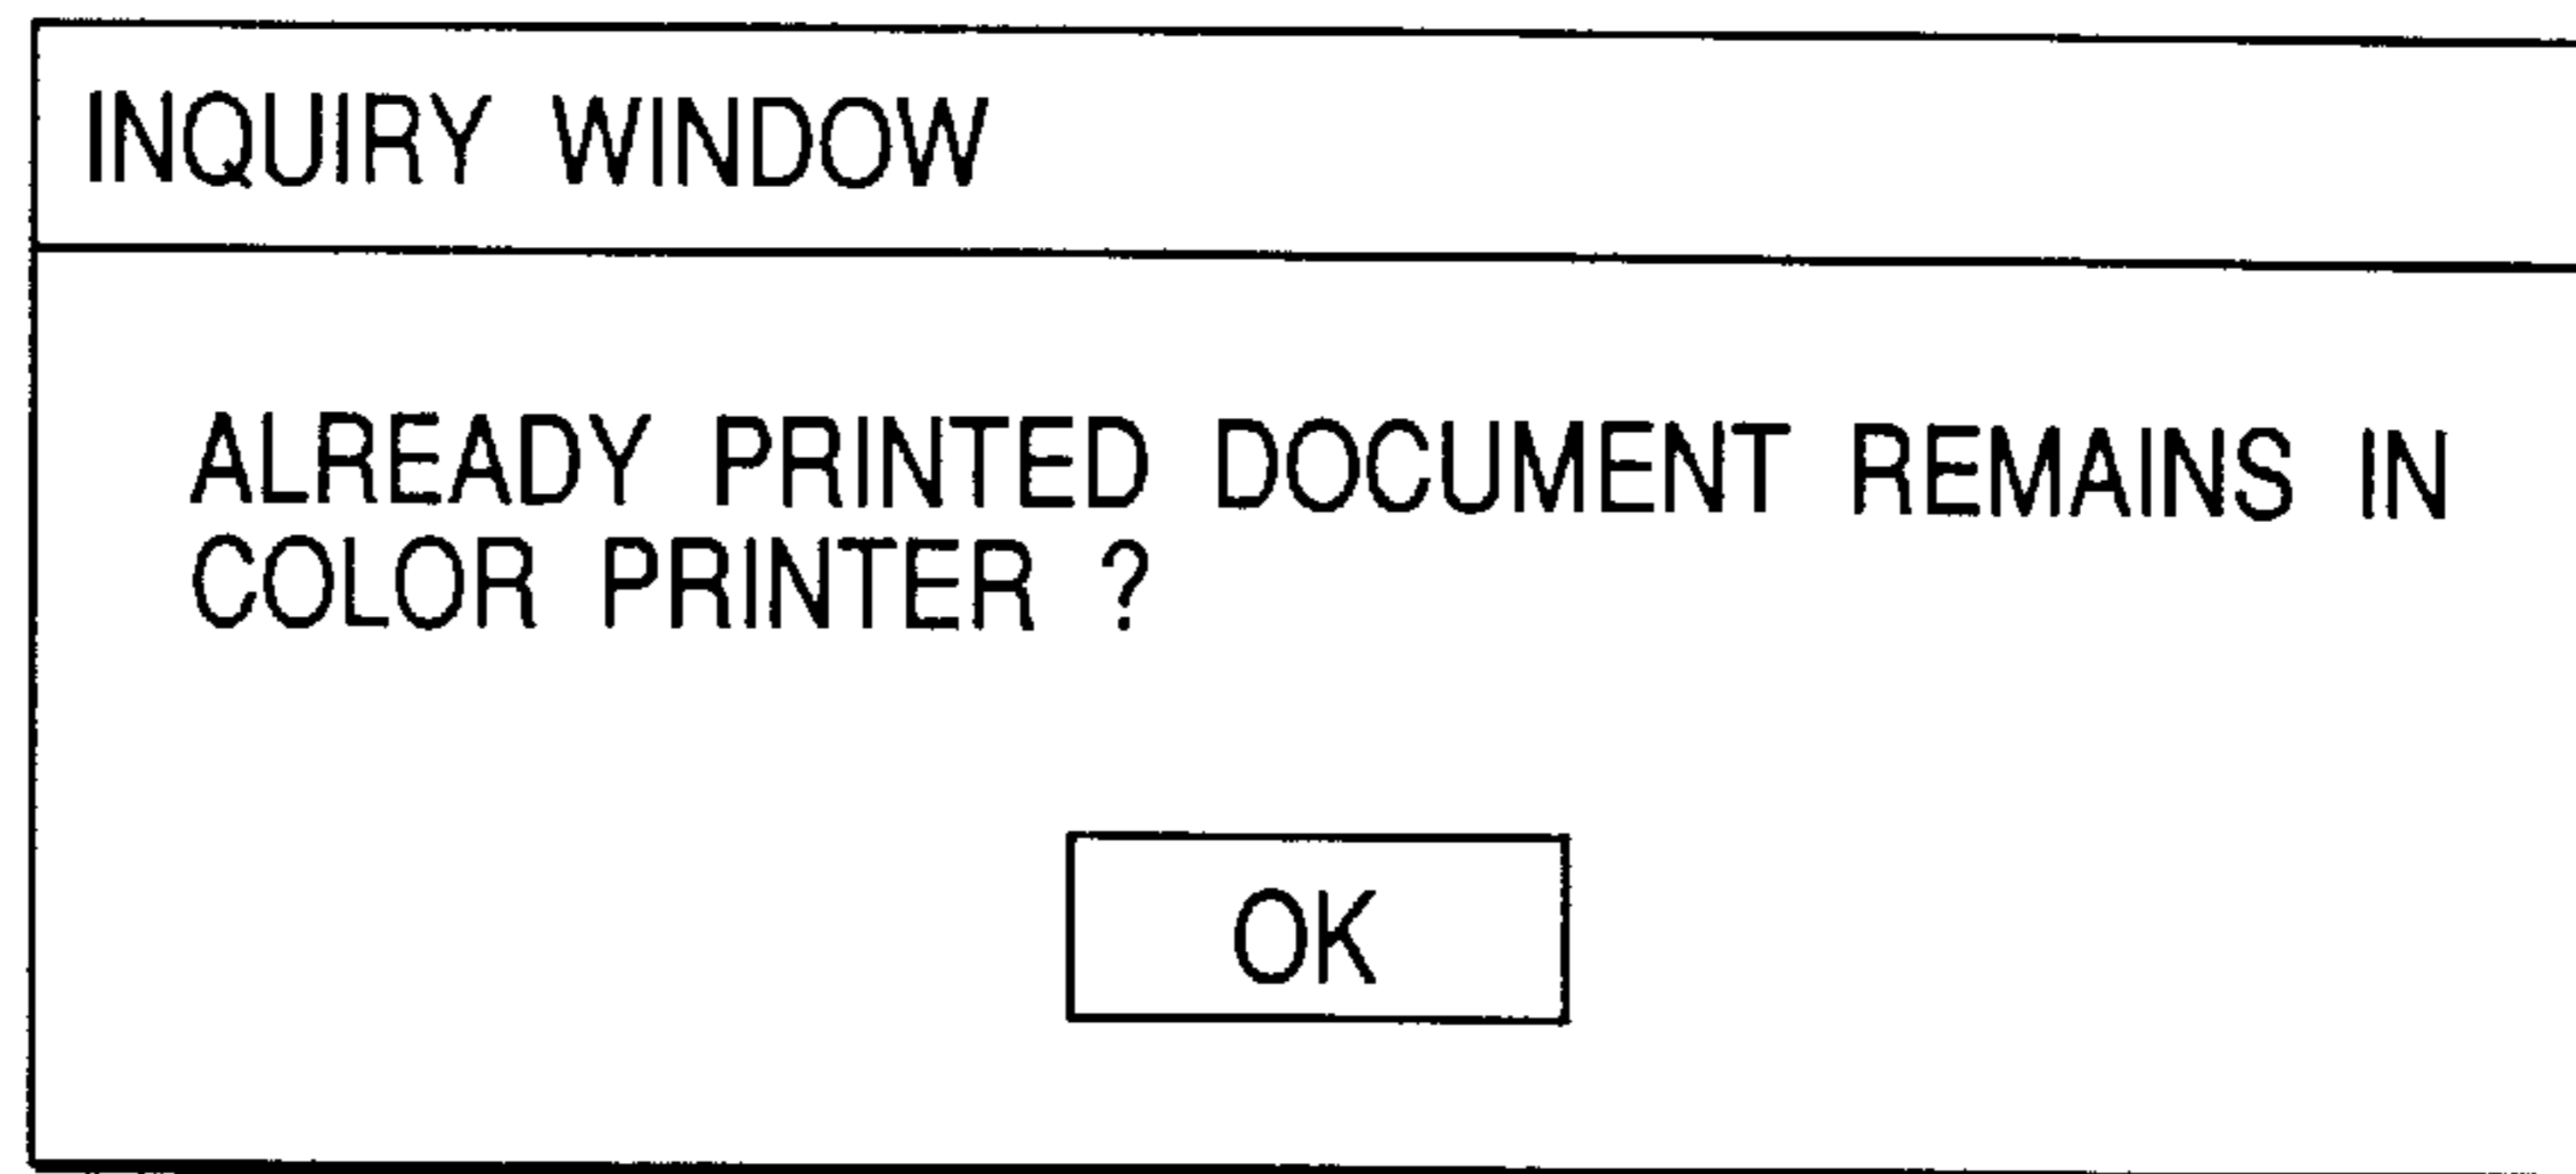 INQUIRY WINDOW
ALREADY PRINTED DOCUMENT REMAINS IN
COLOR PRINTER ?
OK